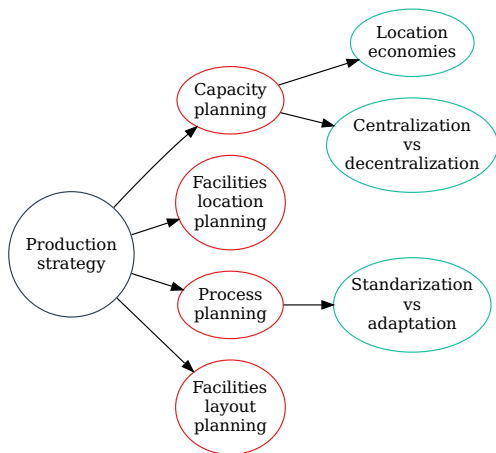 Production
strategy
Capacity
planning
Location
economies
Centralization
vs
decentralization
Facilities
location
planning
Process
planning
Standarization
vs
adaptation
Facilities
layout
planning